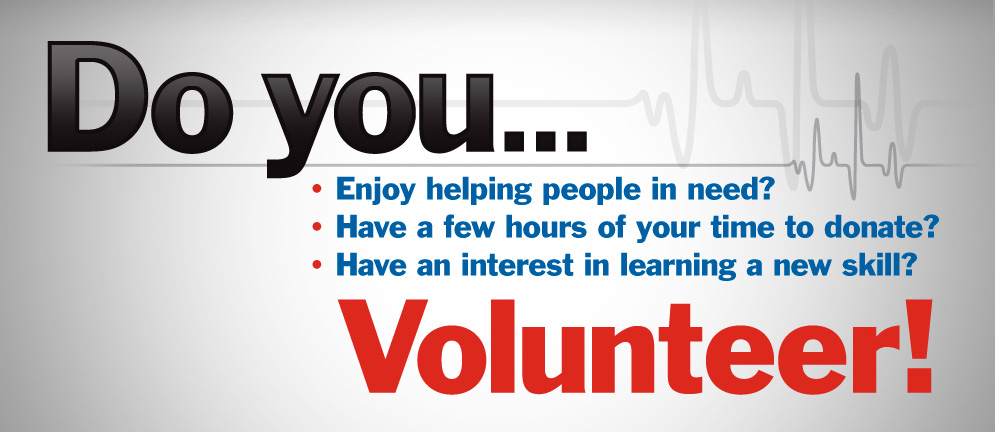 Do you...
• Enjoy helping people in need?
• Have a few hours of your time to donate?
• Have an interest in learning a new skill?
Volunteer!